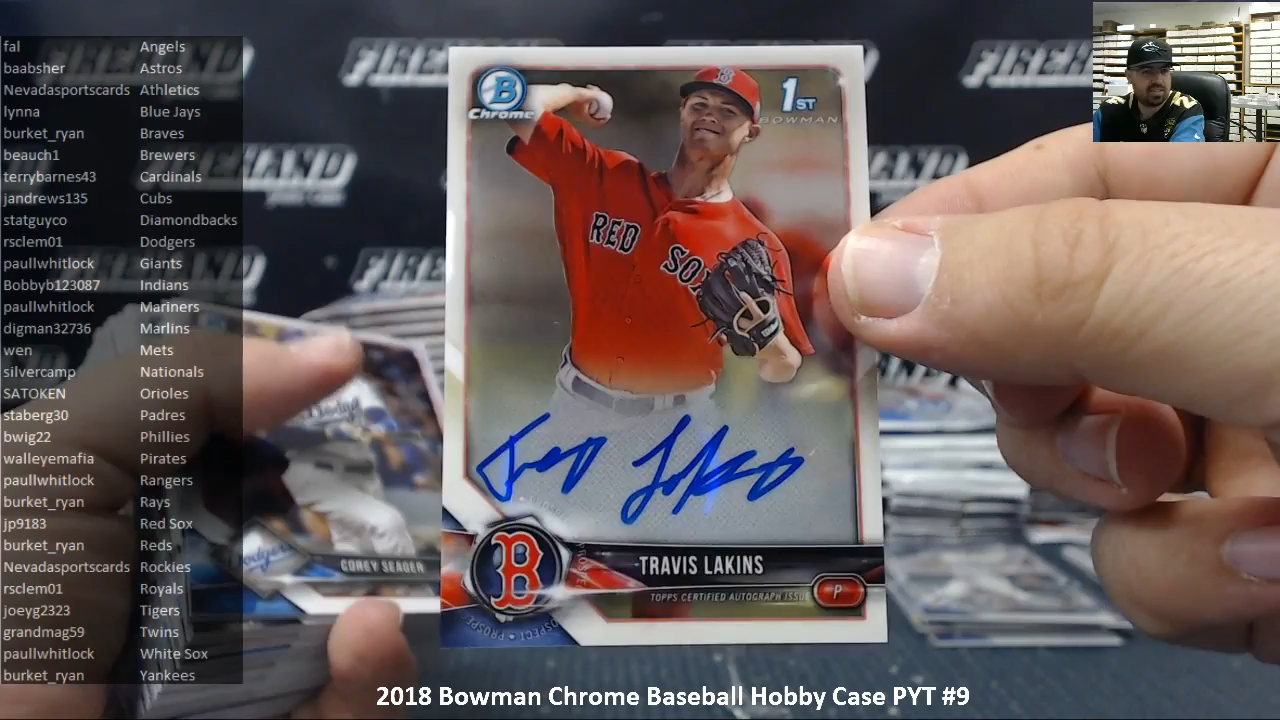 fal Angels
baabsher Astros
Nevadasportscards Athletics
lynna Blue Jays
burket_ryan Braves
beauch1 Brewers
terrybarnes43 Cardinals
jandrews135 Cubs
statguyco Diamondbacks
rsclem01 Dodgers
paullwhitlock Giants
Bobbyb123087 Indians
paullwhitlock Mariners
digman32736 Marlins
wen Mets
silvercamp Nationals
SATOKEN Orioles
staberg30 Padres
bwig22 Phillies
walleyemafia Pirates
paullwhitlock Rangers
burket_ryan Rays
jp9183 Red Sox
burket_ryan Reds
Nevadasportscards Rockies
rsclem01 Royals
joeyg2323 Tigers
grandmag59 Twins
paullwhitlock White Sox
burket_ryan Yankees
B
Chrome
1ST
BOWMAN
B
RED SOX
B
TRAVIS LAKINS
TOPPS CERTIFIED AUTOGRAPH ISSUE
P
Dodgers
COREY SEAGER
FIREHAND
2018 Bowman Chrome Baseball Hobby Case PYT #9